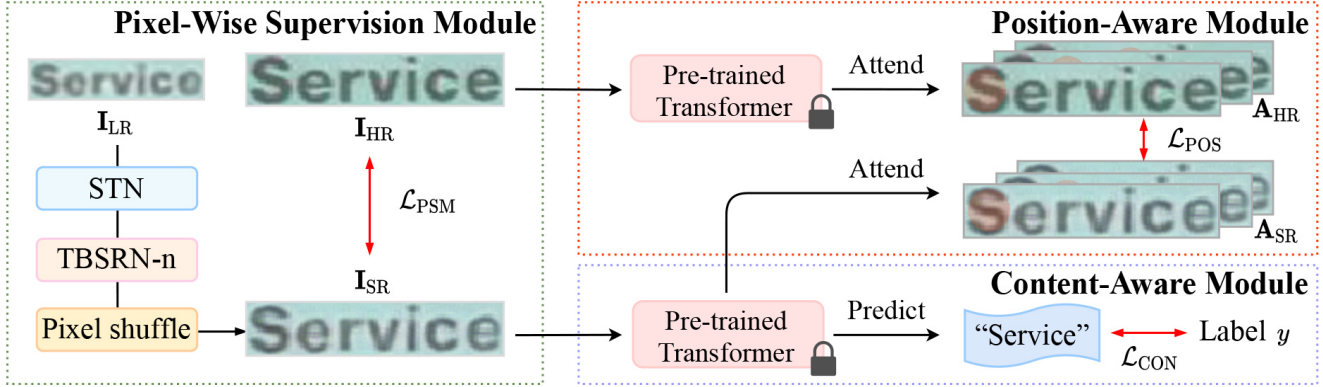 Pixel-Wise Supervision Module
Service
I_LR
STN
TBSRN-n
Pixel shuffle
Service
I_HR
ℒ_PSM
I_SR
Service
Position-Aware Module
Pre-trained
Transformer
Attend
Service
A_HR
ℒ_POS
Attend
Service
A_SR
Content-Aware Module
Pre-trained
Transformer
Predict
“Service”
ℒ_CON
Label y